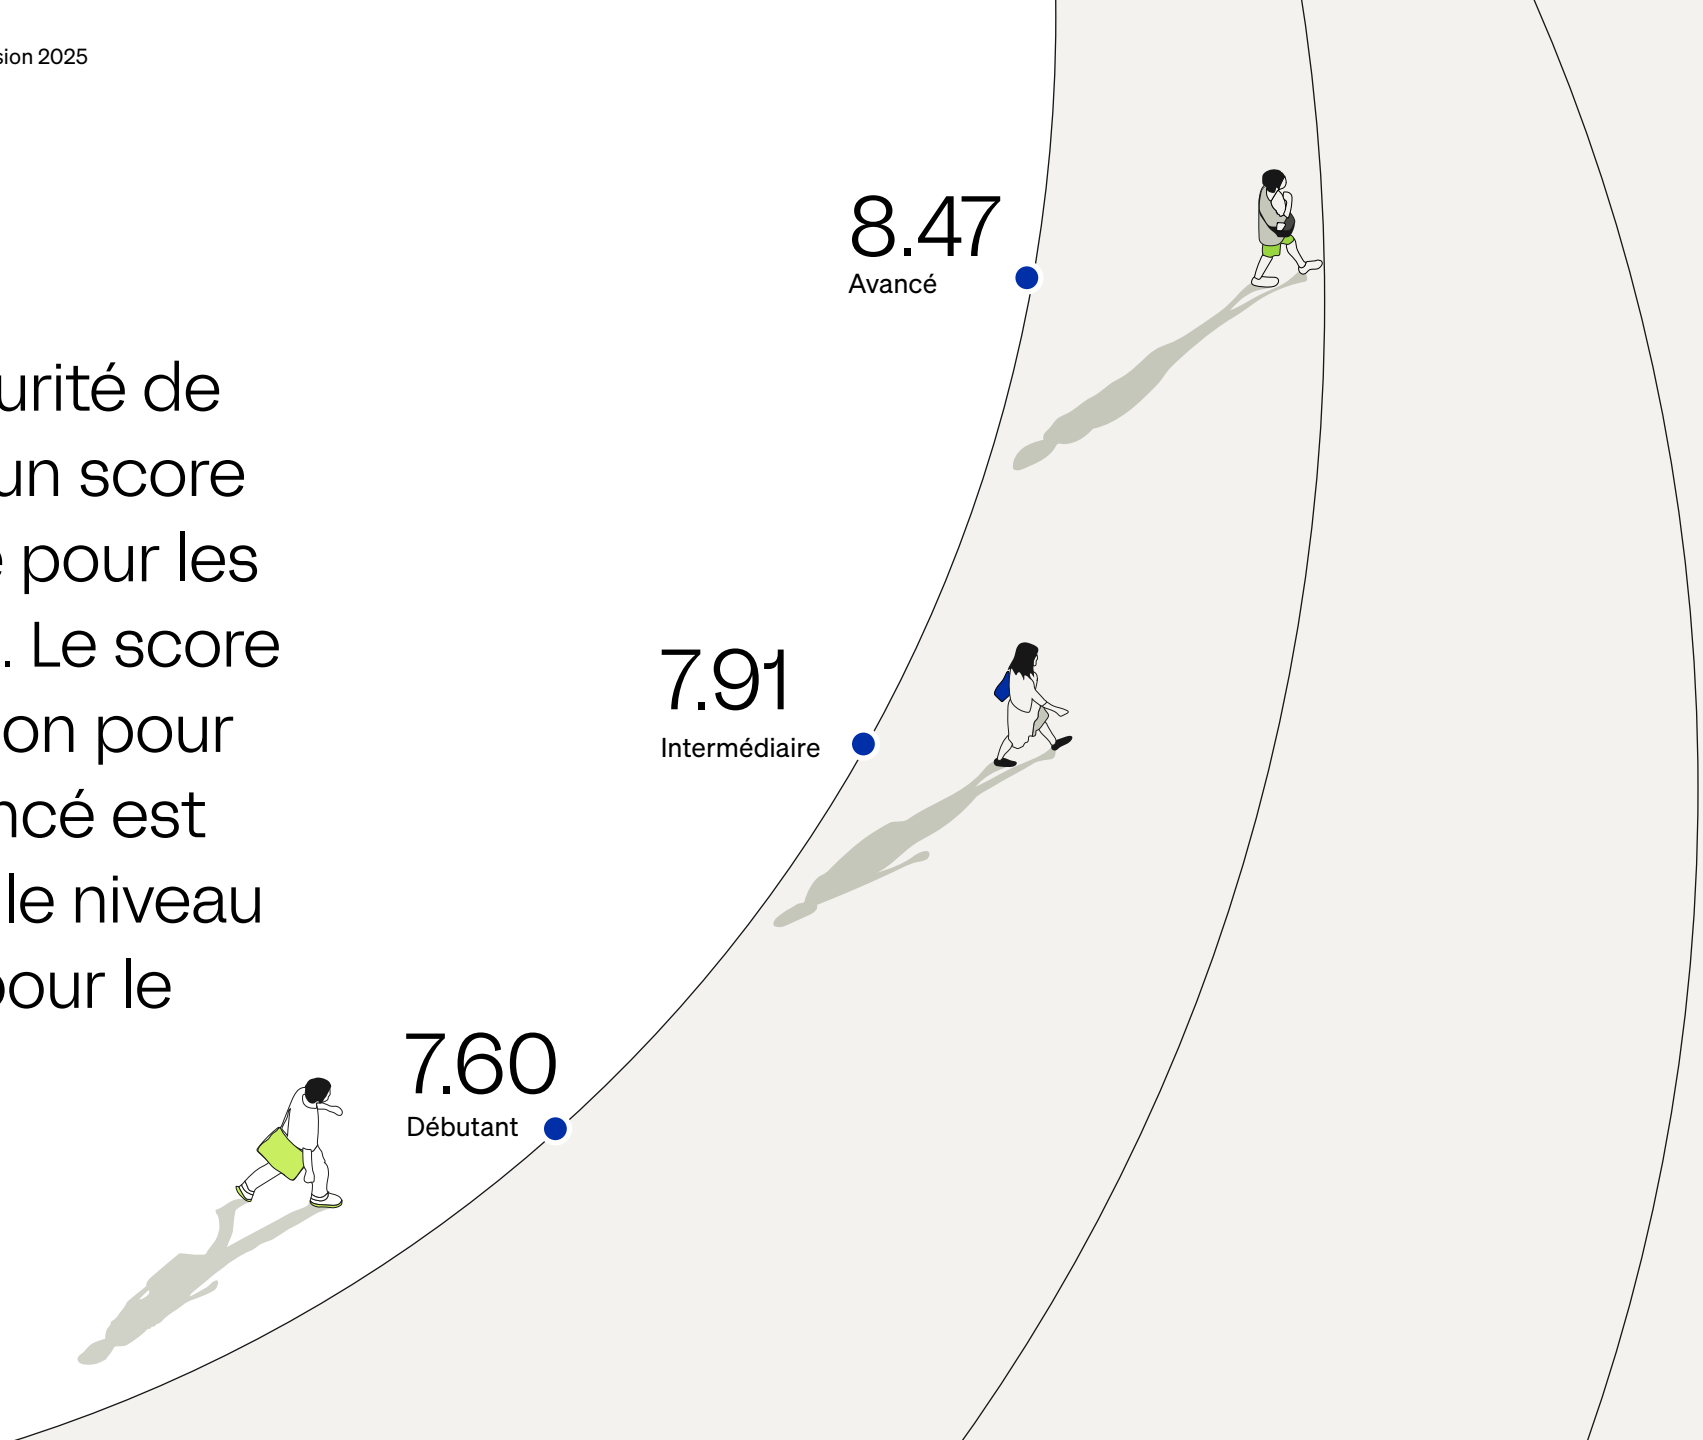 sion 2025
8.47
Avancé
urité de
un score
pour les
. Le score
on pour
ncé est
le niveau
pour le
7.91
Intermédiaire
7.60
Débutant